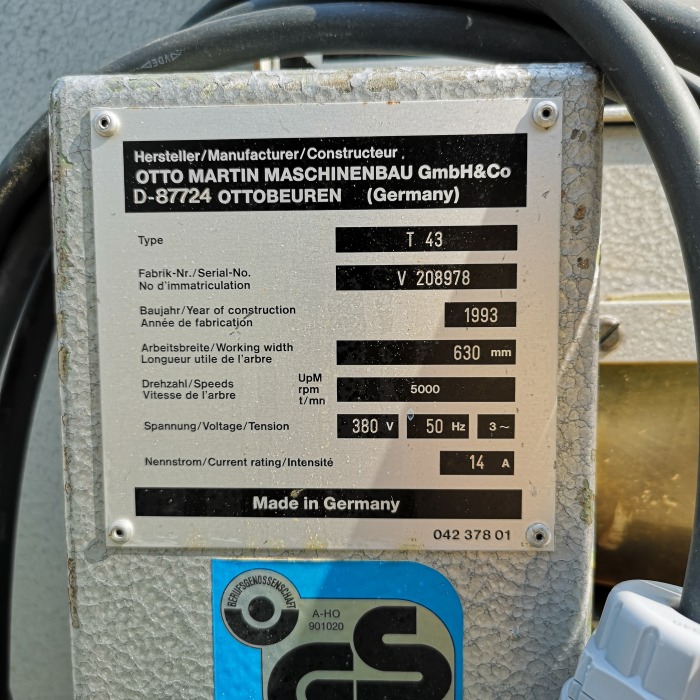 Hersteller/Manufacturer/Constructeur
OTTO MARTIN MASCHINENBAU GmbH&Co
D-87724 OTTOBEUREN (Germany)
Type T 43
Fabrik-Nr./Serial-No. V 208978
No d'immatriculation
Baujahr/Year of construction 1993
Année de fabrication
Arbeitsbreite/Working width 630 mm
Longueur utile de l'arbre
Drehzahl/Speeds UpM
Vitesse de l'arbre rpm 5000
t/mn
Spannung/Voltage/Tension 380 V 50 Hz 3~
Nennstrom/Current rating/Intensité 14 A
Made in Germany
042 378 01
BERUFSGENOSSENSCHAFT
A-HO
901020
GS